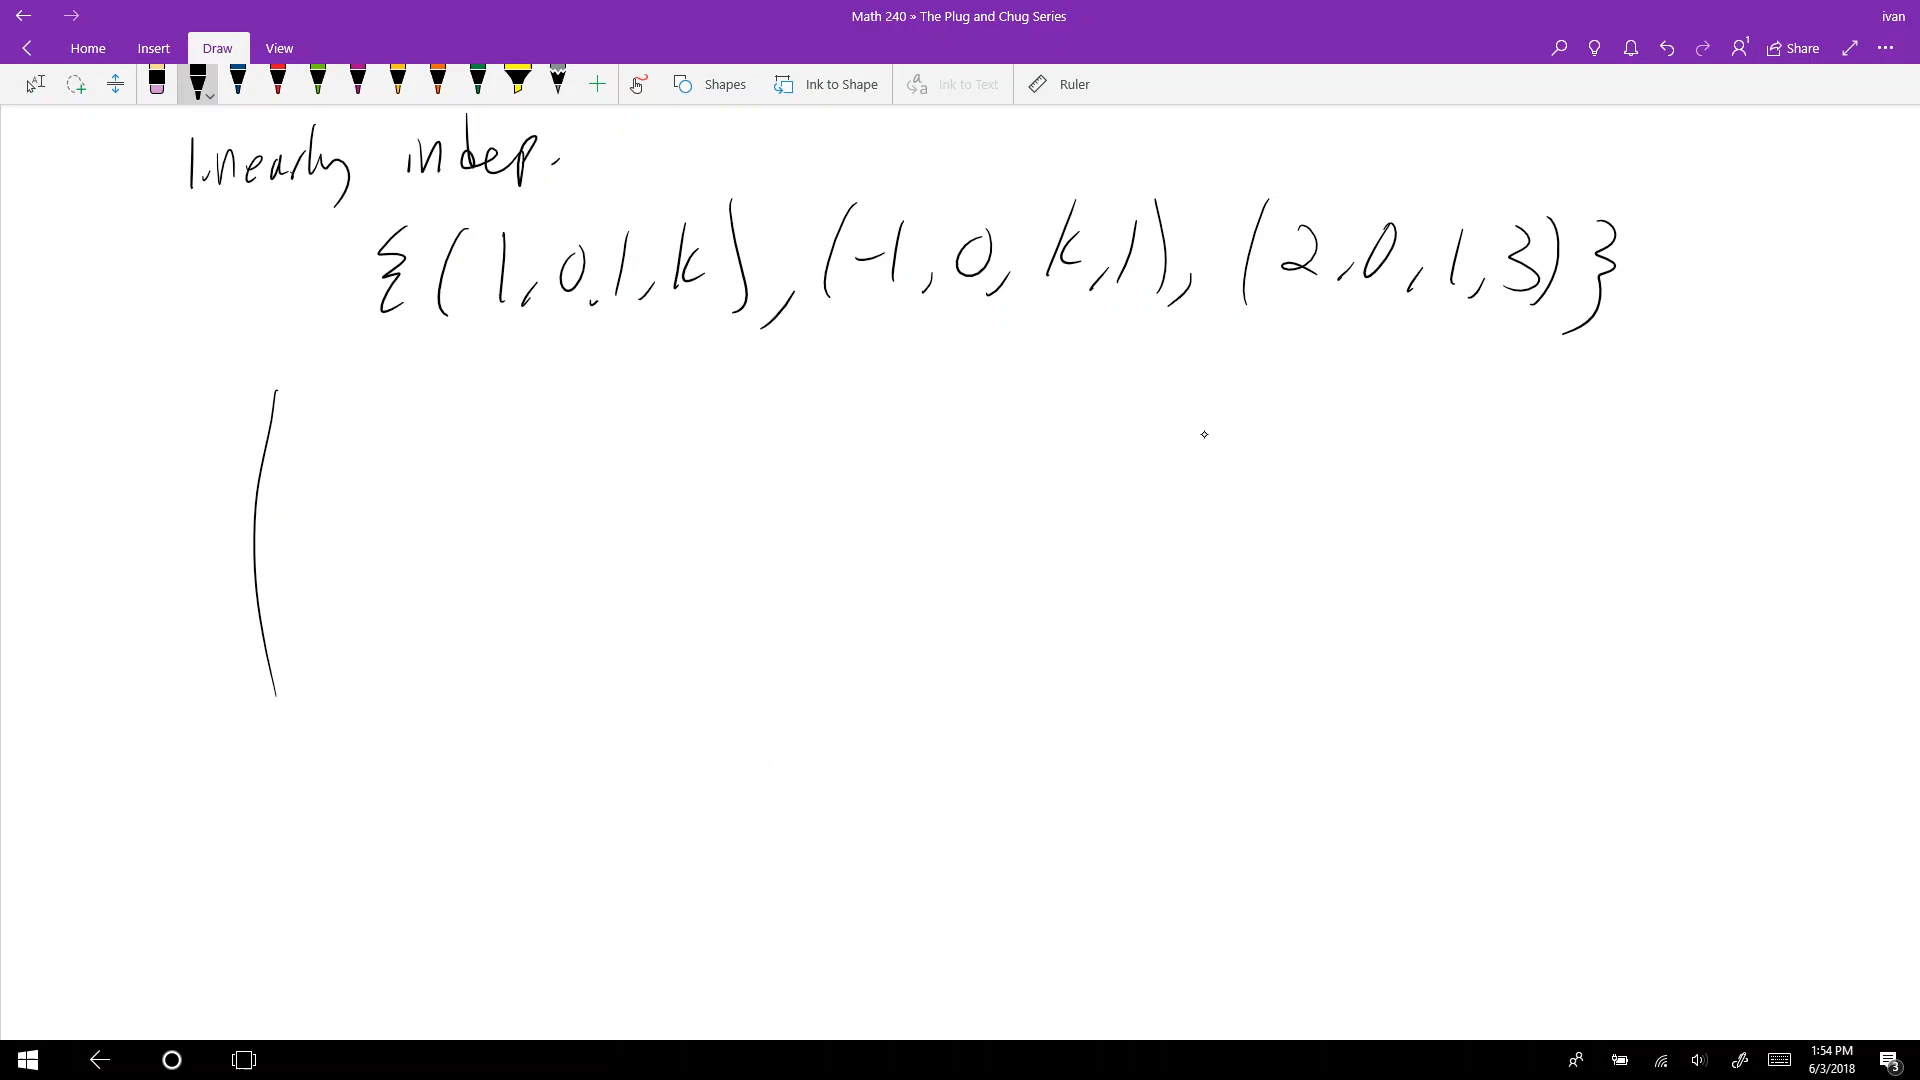 Math 240 » The Plug and Chug Series
ivan
Home Insert Draw View
1 Share
Shapes Ink to Shape Ink to Text Ruler
linearly indep.
{(1,0,1,k), (-1,0,k,1), (2,0,1,3)}
(
1:54 PM
6/3/2018
3